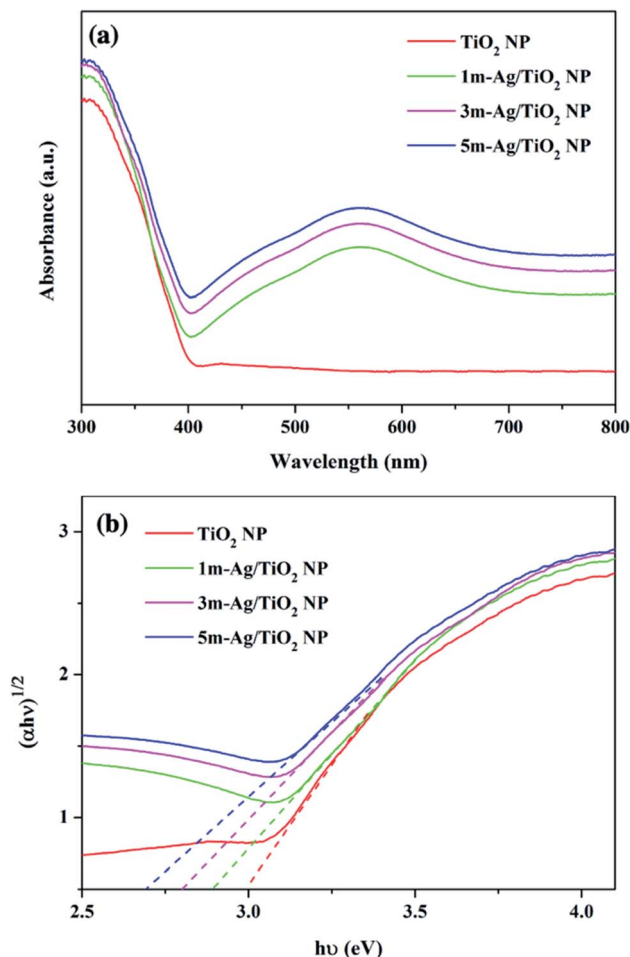 (a)
TiO₂ NP
1m-Ag/TiO₂ NP
3m-Ag/TiO₂ NP
5m-Ag/TiO₂ NP
Absorbance (a.u.)
300 400 500 600 700 800
Wavelength (nm)
(b)
TiO₂ NP
1m-Ag/TiO₂ NP
3m-Ag/TiO₂ NP
5m-Ag/TiO₂ NP
(αhυ)^1/2
3
2
1
2.5 3.0 3.5 4.0
hυ (eV)